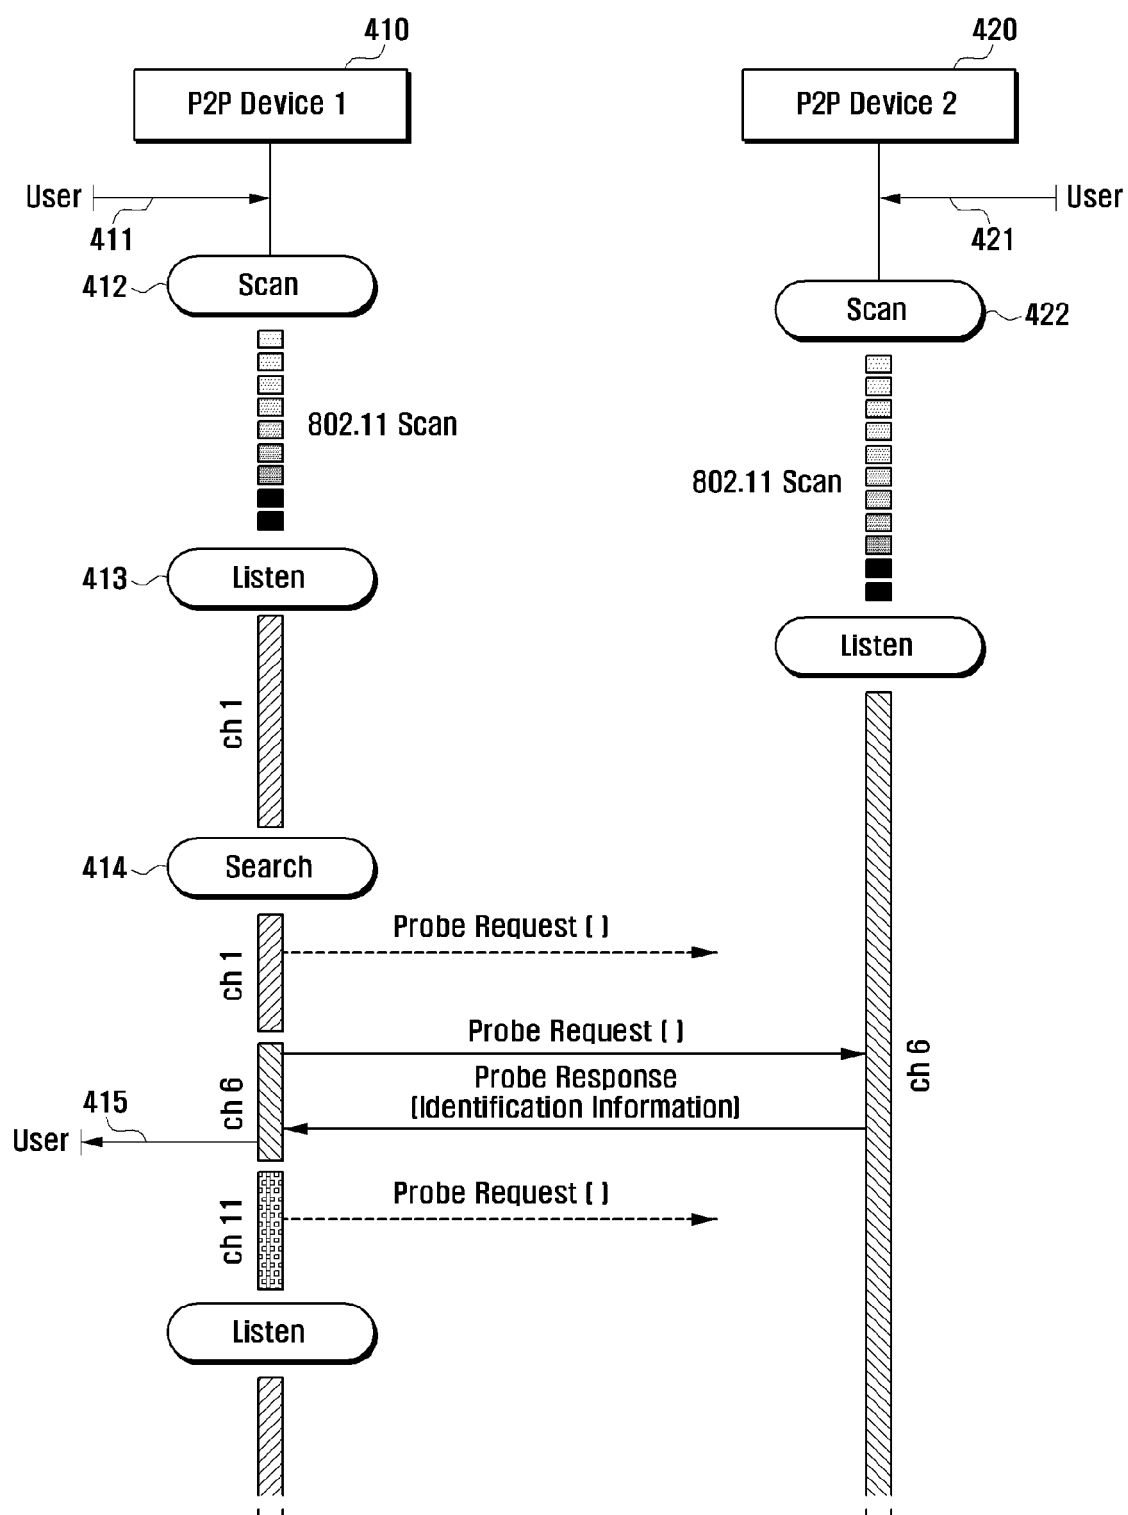 410
420
P2P Device 1
P2P Device 2
User
User
411
421
412
Scan
Scan
422
802.11 Scan
802.11 Scan
413
Listen
Listen
ch 1
414
Search
Probe Request ( )
ch 1
Probe Request ( )
ch 6
Probe Response
(Identification Information)
ch 6
415
User
Probe Request ( )
ch 11
Listen